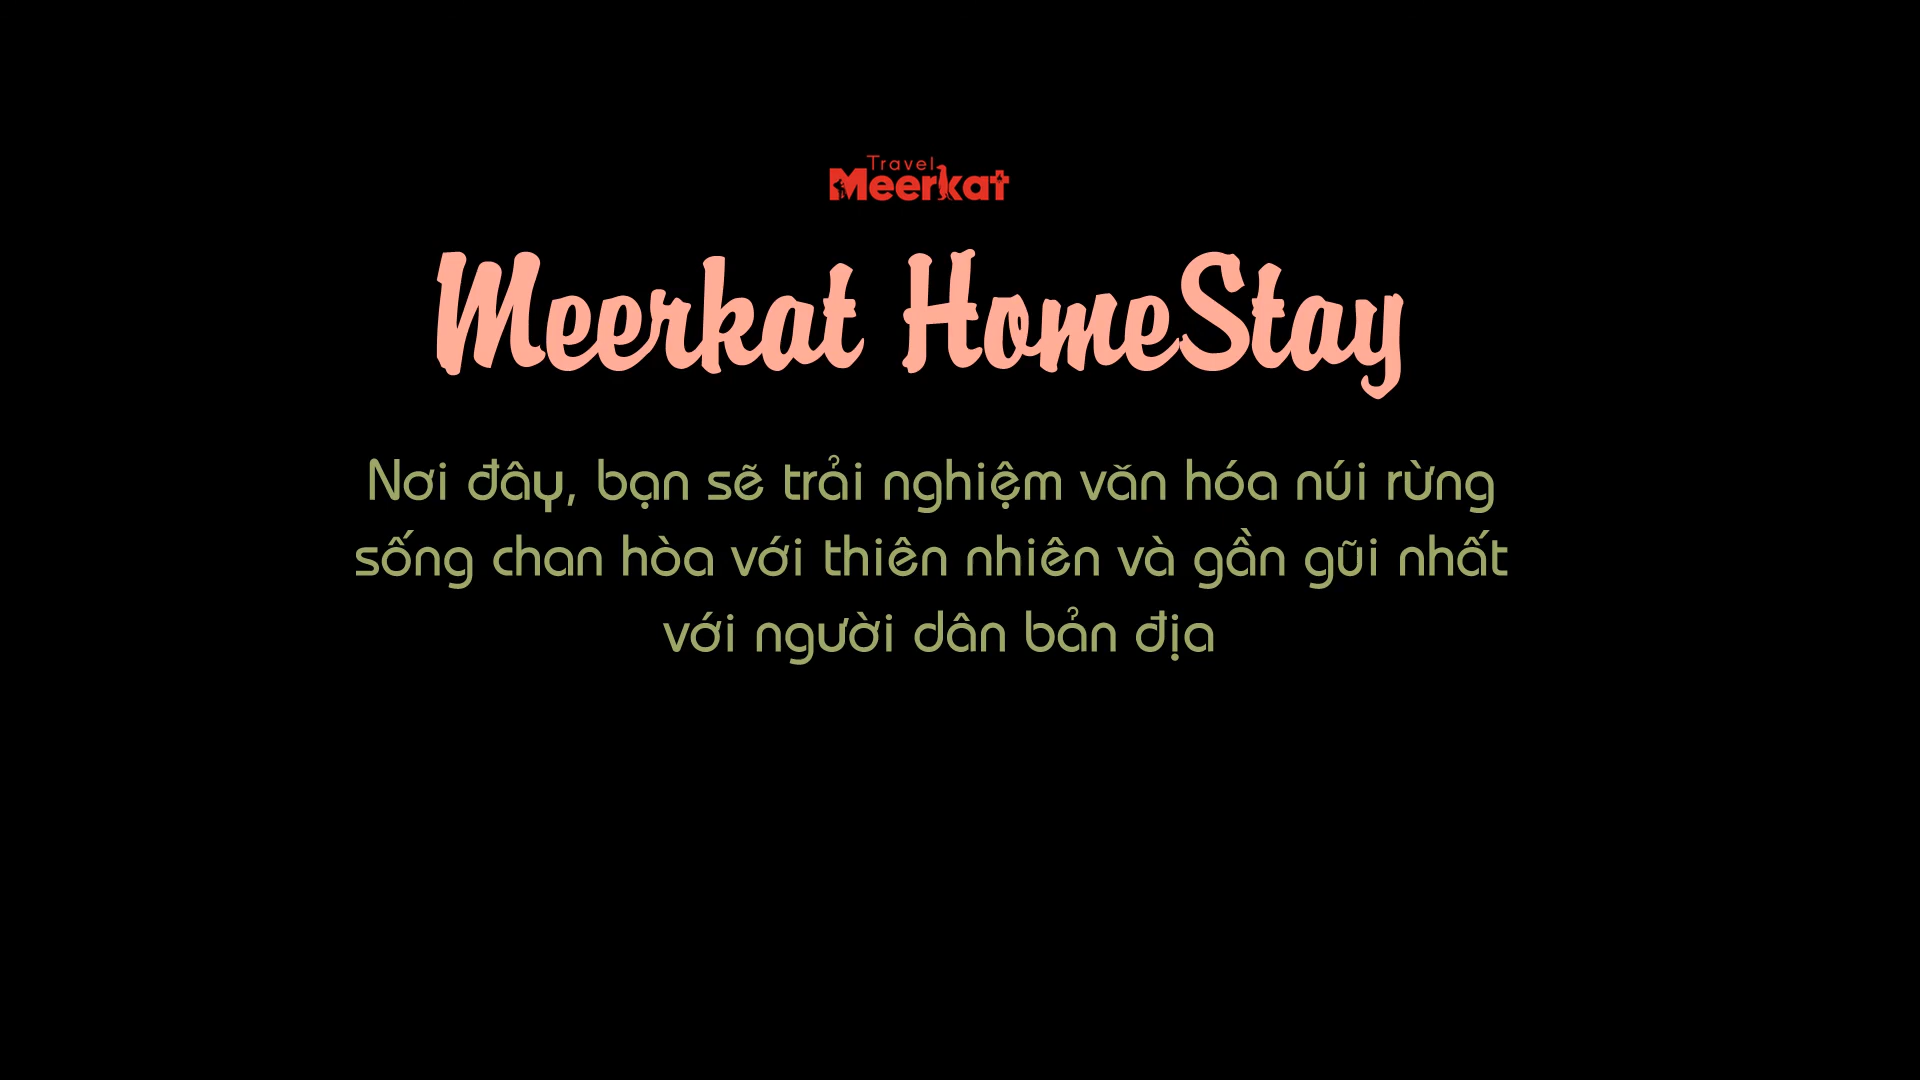 Travel
Meerkat
Meerkat HomeStay
Nơi đây, bạn sẽ trải nghiệm văn hóa núi rừng
sống chan hòa với thiên nhiên và gần gũi nhất
với người dân bản địa